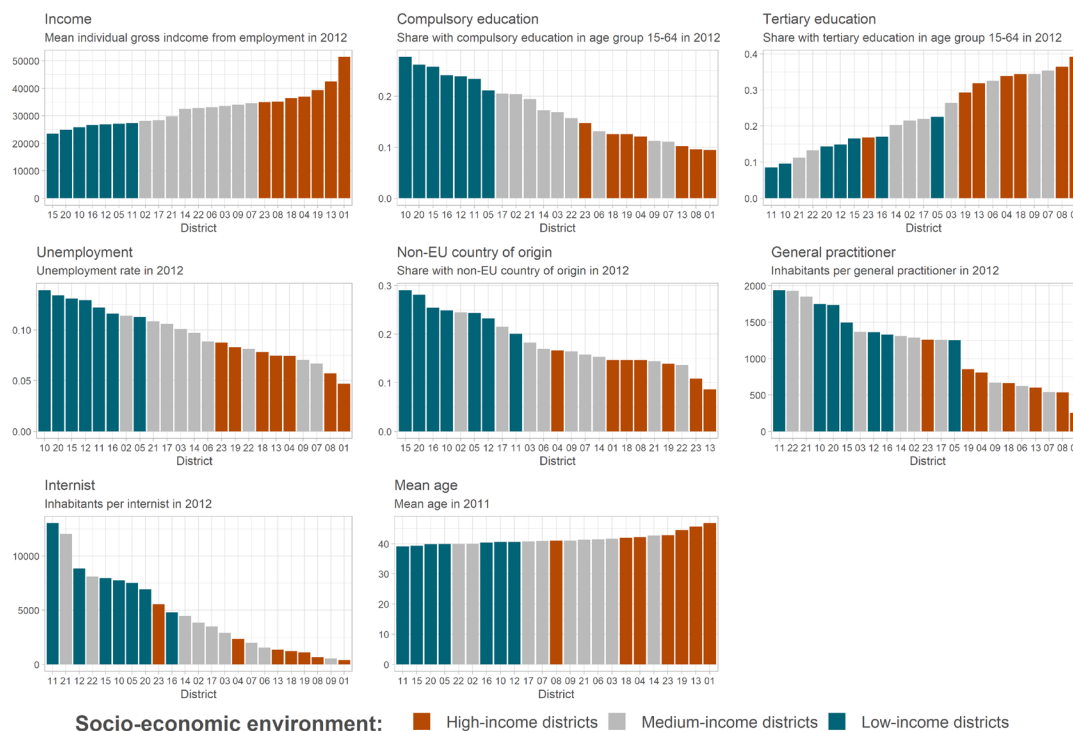 Income
Mean individual gross indcome from employment in 2012
50000
40000
30000
20000
10000
0
15 20 10 16 12 05 11 02 17 21 14 22 06 03 09 07 23 08 18 04 19 13 01
District
Compulsory education
Share with compulsory education in age group 15-64 in 2012
0.2
0.1
0.0
10 20 15 16 12 11 05 17 02 21 14 03 22 23 06 18 19 04 09 07 13 08 01
District
Tertiary education
Share with tertiary education in age group 15-64 in 2012
0.4
0.3
0.2
0.1
0.0
11 10 21 22 20 12 15 23 16 14 02 17 05 03 19 13 06 04 18 09 07 08
District
Unemployment
Unemployment rate in 2012
0.10
0.05
0.00
10 20 15 12 11 16 02 05 21 17 03 14 06 23 19 22 18 13 04 09 07 08 01
District
Non-EU country of origin
Share with non-EU country of origin in 2012
0.3
0.2
0.1
0.0
15 20 16 10 02 05 12 17 11 03 06 04 09 07 14 01 18 08 21 19 22 23 13
District
General practitioner
Inhabitants per general practitioner in 2012
2000
1500
1000
500
0
11 22 21 10 20 15 03 12 16 14 02 23 17 05 19 04 09 18 06 13 07 08
District
Internist
Inhabitants per internist in 2012
10000
5000
0
11 21 12 22 15 10 05 20 23 16 14 02 17 03 04 07 06 13 19 18 08 09 01
District
Mean age
Mean age in 2011
40
30
20
10
0
11 15 20 05 22 02 16 10 12 17 07 08 09 21 06 03 18 04 14 23 19 13 01
District
Socio-economic environment: High-income districts Medium-income districts Low-income districts